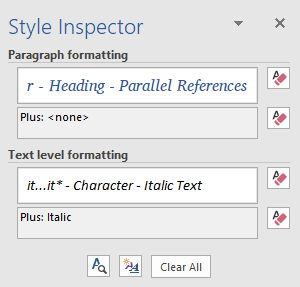 Style Inspector
Paragraph formatting
r - Heading - Parallel References
Plus: <none>
Text level formatting
it...it* - Character - Italic Text
Plus: Italic
Clear All